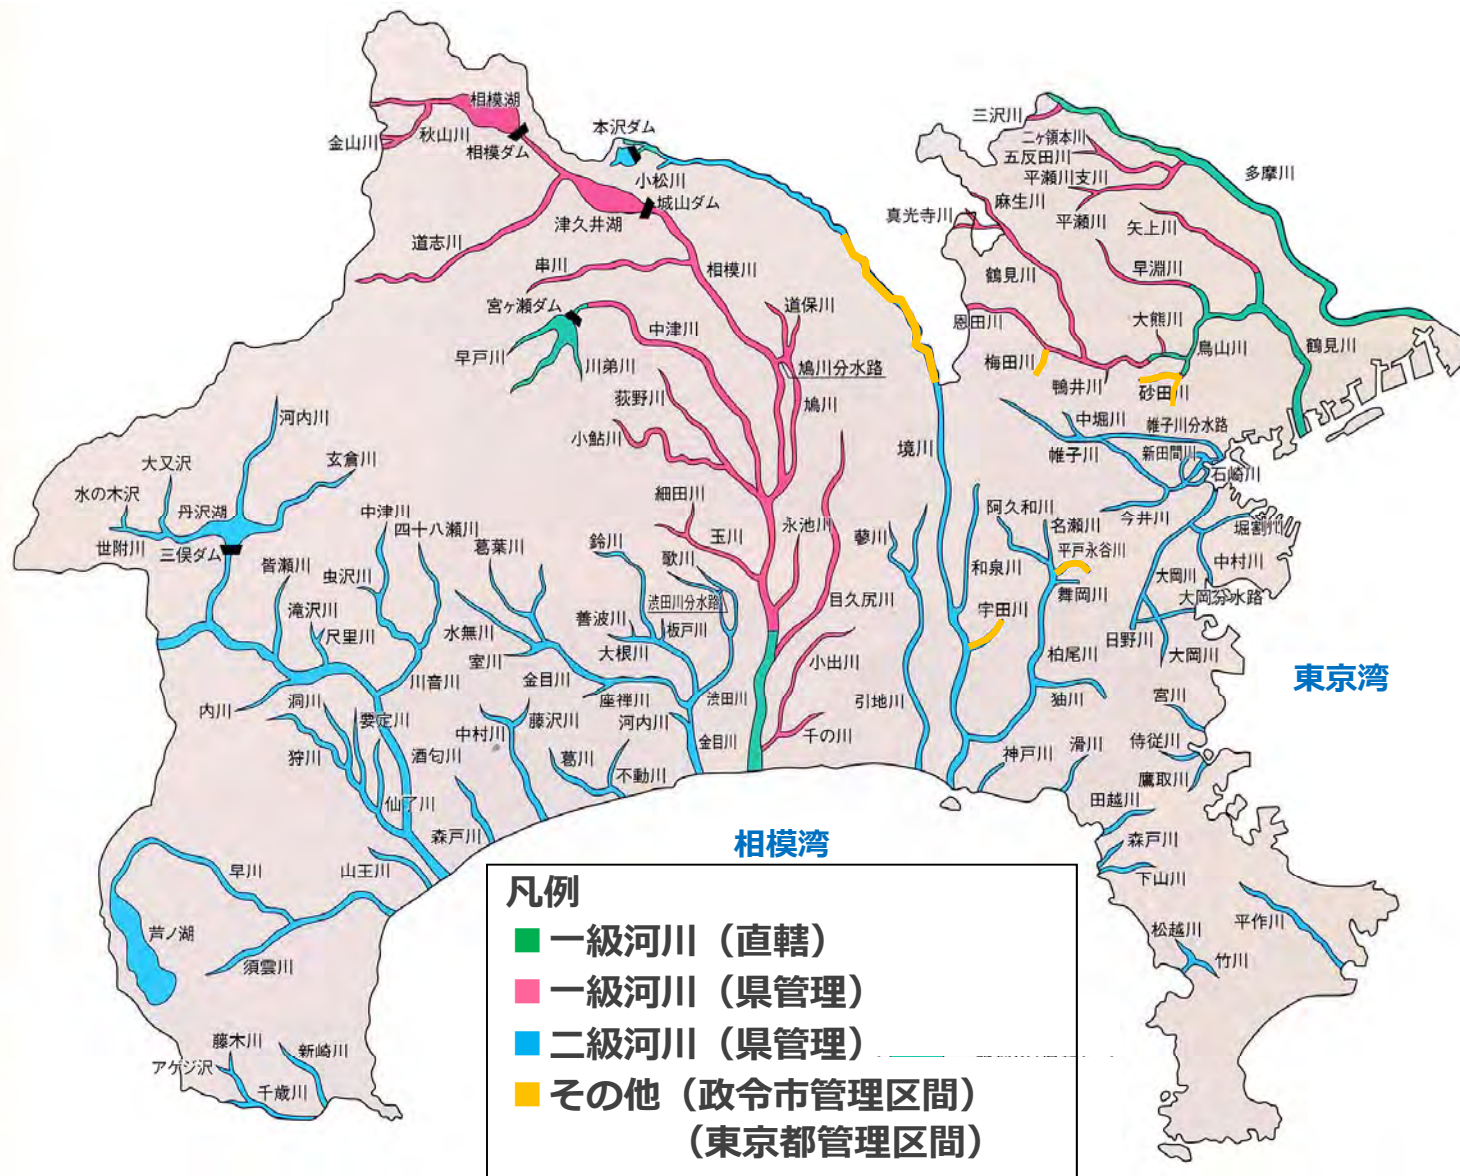 相模湖
金山川
秋山川
相模ダム
本沢ダム
小松川
城山ダム
津久井湖
道志川
串川
相模川
宮ヶ瀬ダム
中津川
道保川
早戸川
川弟川
鳩川分水路
荻野川
鳩川
小鮎川
三沢川
二ヶ領本川
五反田川
平瀬川支川
多摩川
麻生川
真光寺川
平瀬川
矢上川
鶴見川
早淵川
恩田川
大熊川
梅田川
鳥山川
鶴見川
鴨井川
砂田川
中堀川
帷子川分水路
帷子川
新田間川
石崎川
今井川
堀割川
中村川
大岡川
大岡分水路
日野川
大岡川
境川
阿久和川
名瀬川
平戸永谷川
和泉川
舞岡川
宇田川
柏尾川
㹨川
蓼川
引地川
神戸川
滑川
宮川
侍従川
鷹取川
田越川
森戸川
下山川
平作川
松越川
竹川
河内川
大又沢
玄倉川
水の木沢
丹沢湖
世附川
三保ダム
中津川
四十八瀬川
皆瀬川
虫沢川
滝沢川
尺里川
葛葉川
水無川
室川
金目川
細田川
玉川
永池川
鈴川
歌川
渋田川分水路
善波川
板戸川
大根川
目久尻川
小出川
座禅川
河内川
渋田川
金目川
千の川
内川
洞川
川音川
要定川
狩川
酒匂川
中村川
藤沢川
葛川
不動川
仙了川
森戸川
早川
山王川
芦ノ湖
須雲川
藤木川
新崎川
アゲジ沢
千歳川
東京湾
相模湾
凡例
一級河川（直轄）
一級河川（県管理）
二級河川（県管理）
その他（政令市管理区間）
（東京都管理区間）